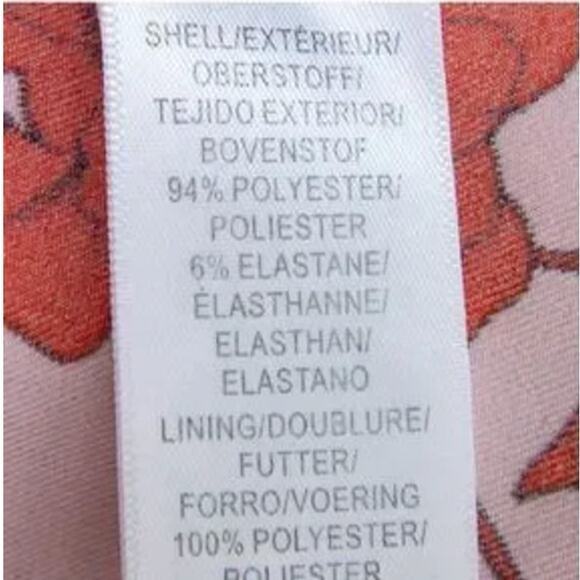 SHELL/EXTÉRIEUR/
OBERSTOFF/
TEJIDO EXTERIOR/
BOVENSTOF
94% POLYESTER/
POLIESTER
6% ELASTANE/
ÉLASTHANNE/
ELASTHAN/
ELASTANO
LINING/DOUBLURE/
FUTTER/
FORRO/VOERING
100% POLYESTER/
POLIESTER